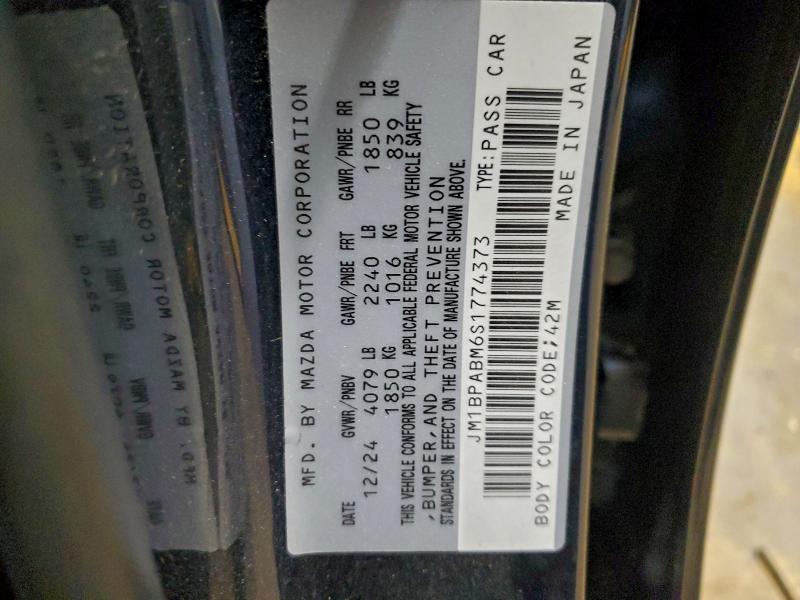 MFD. BY MAZDA MOTOR CORPORATION
DATE GVWR/PNBV GAWR/PNBE FRT GAWR/PNBE RR
12/24 4079 LB 2240 LB 1850 LB
1850 KG 1016 KG 839 KG
THIS VEHICLE CONFORMS TO ALL APPLICABLE FEDERAL MOTOR VEHICLE SAFETY
,BUMPER,AND THEFT PREVENTION
STANDARDS IN EFFECT ON THE DATE OF MANUFACTURE SHOWN ABOVE.
JM1BPABM6S1774373 TYPE:PASS CAR
BODY COLOR CODE;42M MADE IN JAPAN